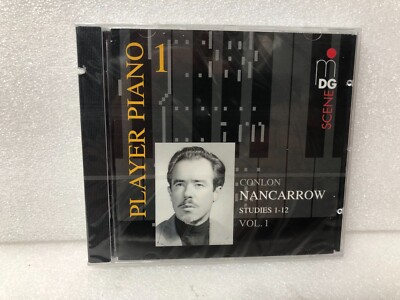 PLAYER PIANO 1
mDG
SCENE
CONLON
NANCARROW
STUDIES 1-12
VOL. 1